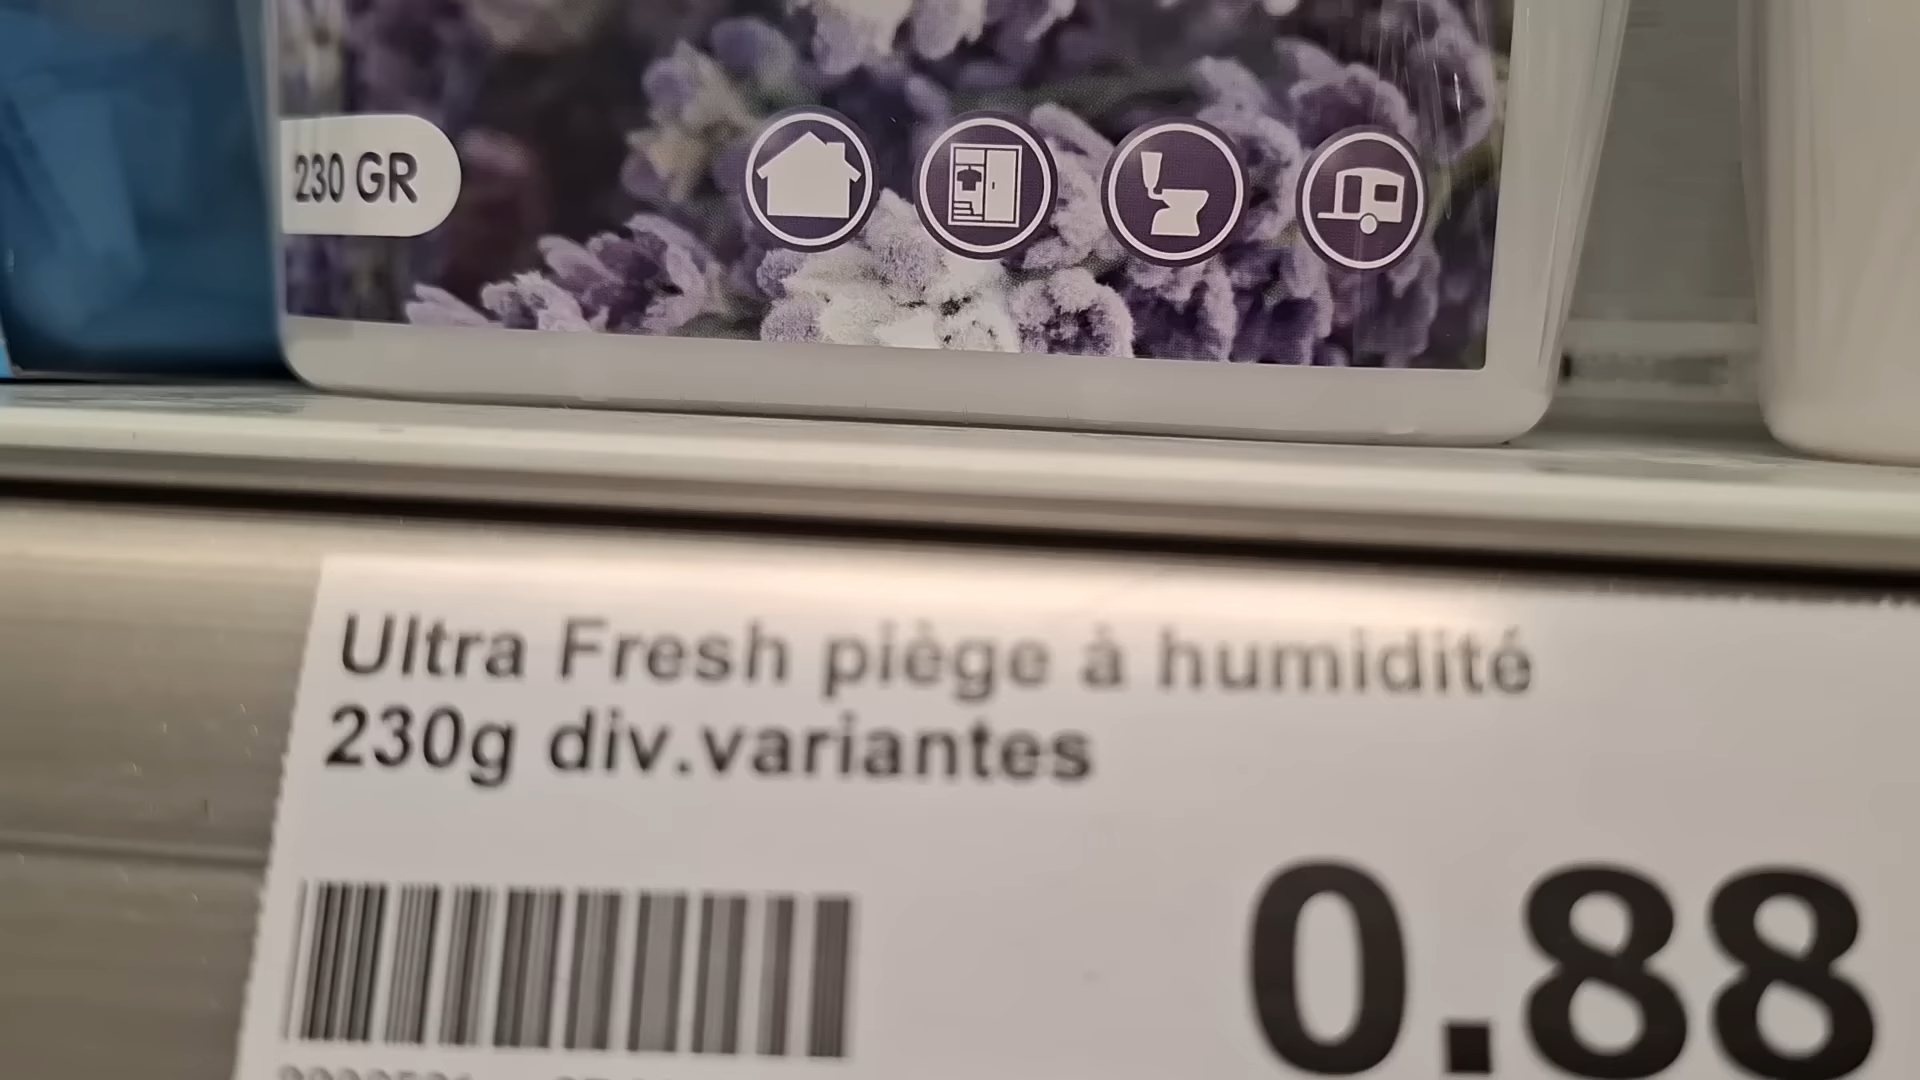 230 GR
Ultra Fresh piège à humidité
230g div.variantes
0.88